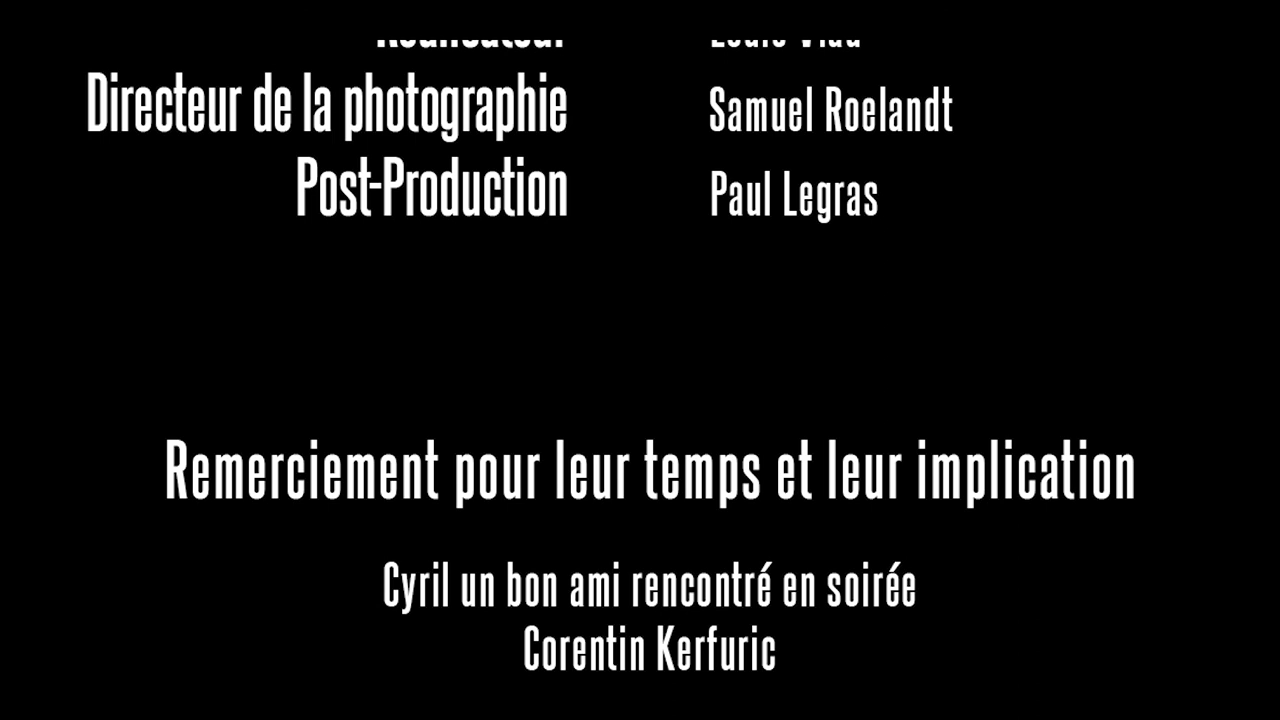 Directeur de la photographie Samuel Roelandt
Post-Production Paul Legras
Remerciement pour leur temps et leur implication
Cyril un bon ami rencontré en soirée
Corentin Kerfuric